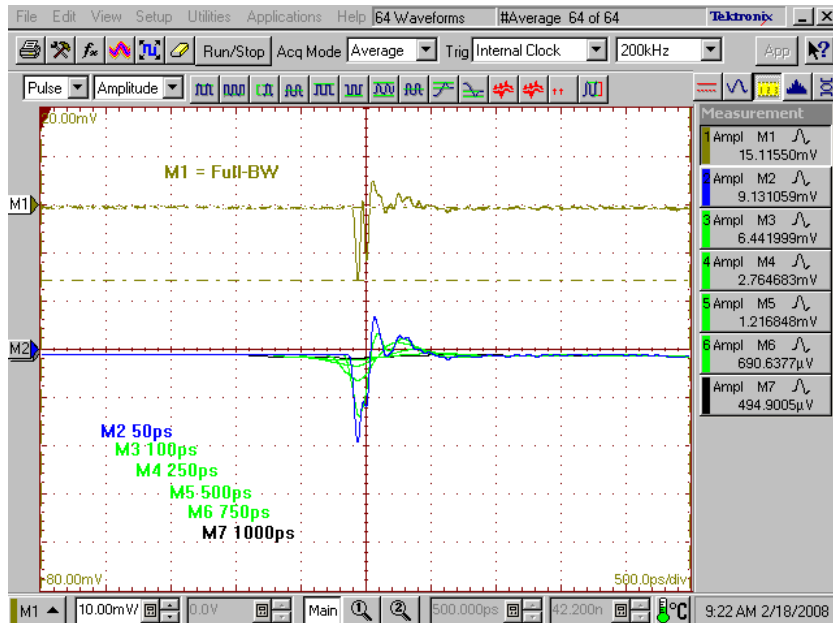 File Edit View Setup Utilities Applications Help 64 Waveforms #Average 64 of 64 Tektronix
Run/Stop Acq Mode Average Trig Internal Clock 200kHz App
Pulse Amplitude
20.00mV
M1 = Full-BW
M1
M2
M2 50ps
M3 100ps
M4 250ps
M5 500ps
M6 750ps
M7 1000ps
-80.00mV
500.0ps/div
Measurement
1 Ampl M1
15.11550mV
2 Ampl M2
9.131059mV
3 Ampl M3
6.441999mV
4 Ampl M4
2.764683mV
5 Ampl M5
1.216848mV
6 Ampl M6
690.6377µV
Ampl M7
494.9005µV
M1 10.00mV/ 0.0V Main 1 2 500.000ps 42.200n °C 9:22 AM 2/18/2008